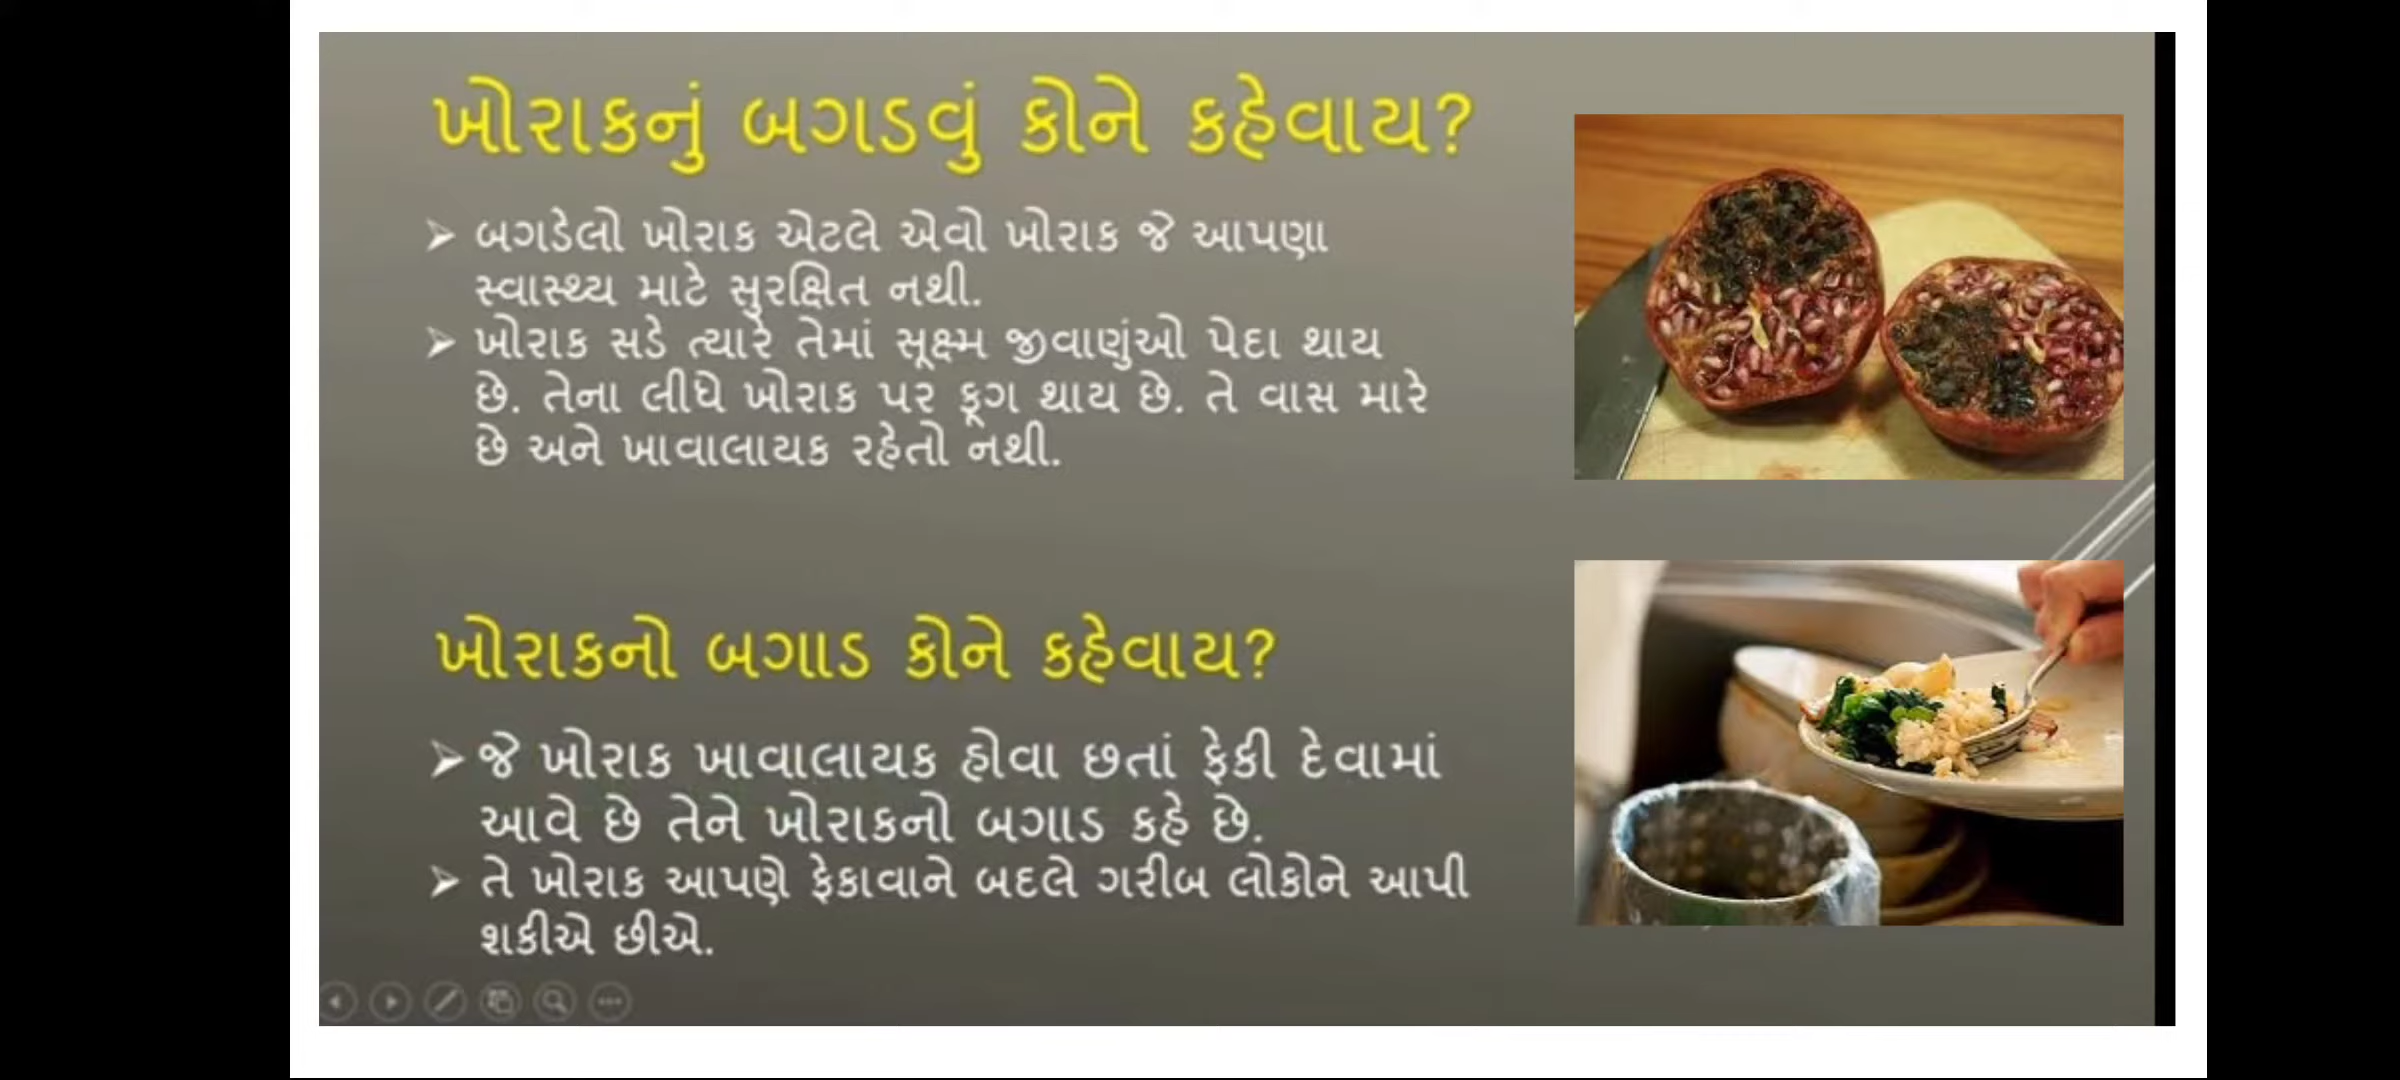 ખોરાકનું બગડવું કોને કહેવાય?
➢ બગડેલો ખોરાક એટલે એવો ખોરાક જે આપણા
સ્વાસ્થ્ય માટે સુરક્ષિત નથી.
➢ ખોરાક સડે ત્યારે તેમાં સૂક્ષ્મ જીવાણુંઓ પેદા થાય
છે. તેના લીધે ખોરાક પર ફૂગ થાય છે. તે વાસ મારે
છે અને ખાવાલાયક રહેતો નથી.
ખોરાકનો બગાડ કોને કહેવાય?
➢ જે ખોરાક ખાવાલાયક હોવા છતાં ફેકી દેવામાં
આવે છે તેને ખોરાકનો બગાડ કહે છે.
➢ તે ખોરાક આપણે ફેકાવાને બદલે ગરીબ લોકોને આપી
શકીએ છીએ.